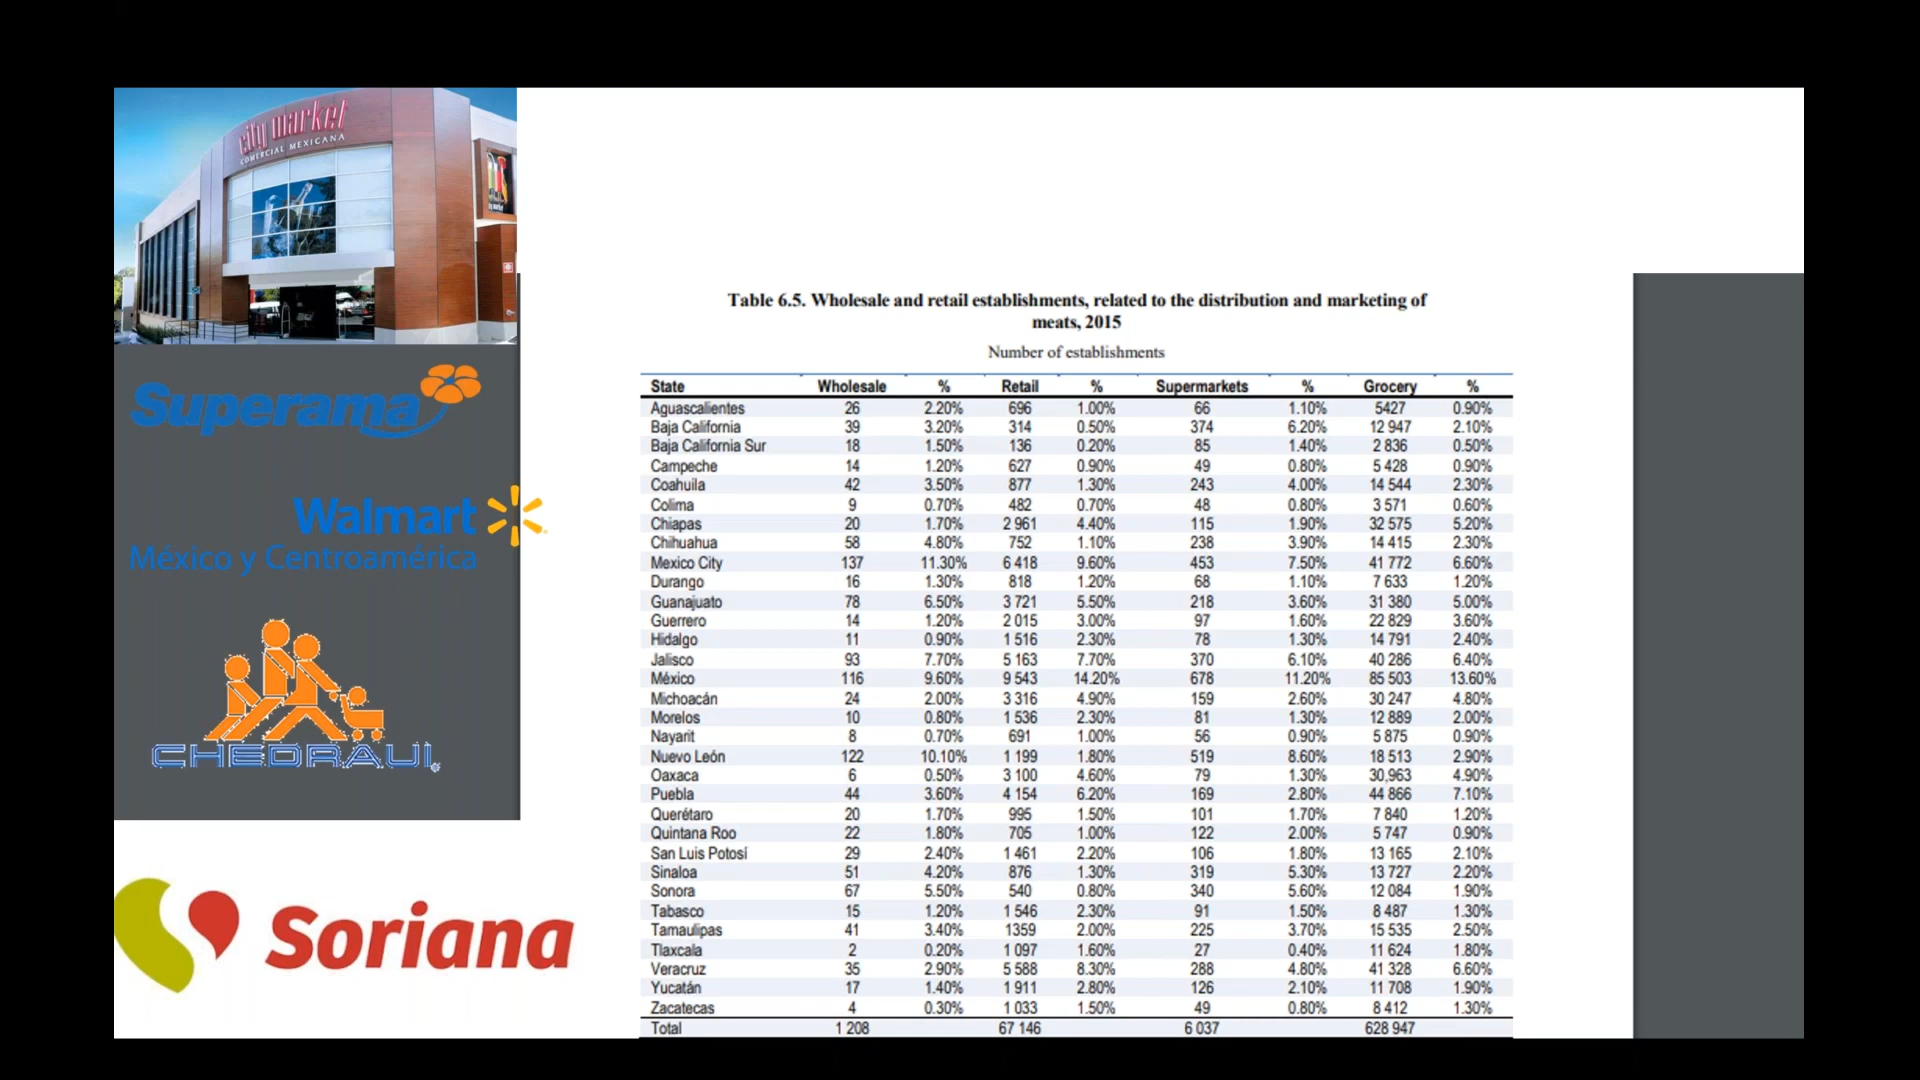 city market
COMERCIAL MEXICANA
Superama
Walmart
México y Centroamérica
CHEDRAUI
Soriana
Table 6.5. Wholesale and retail establishments, related to the distribution and marketing of
meats, 2015
Number of establishments
State Wholesale % Retail % Supermarkets % Grocery %
Aguascalientes 26 2.20% 696 1.00% 66 1.10% 5427 0.90%
Baja California 39 3.20% 314 0.50% 374 6.20% 12 947 2.10%
Baja California Sur 18 1.50% 136 0.20% 85 1.40% 2 836 0.50%
Campeche 14 1.20% 627 0.90% 49 0.80% 5 428 0.90%
Coahuila 42 3.50% 877 1.30% 243 4.00% 14 544 2.30%
Colima 9 0.70% 482 0.70% 48 0.80% 3 571 0.60%
Chiapas 20 1.70% 2 961 4.40% 115 1.90% 32 575 5.20%
Chihuahua 58 4.80% 752 1.10% 238 3.90% 14 415 2.30%
Mexico City 137 11.30% 6 418 9.60% 453 7.50% 41 772 6.60%
Durango 16 1.30% 818 1.20% 68 1.10% 7 633 1.20%
Guanajuato 78 6.50% 3 721 5.50% 218 3.60% 31 380 5.00%
Guerrero 14 1.20% 2 015 3.00% 97 1.60% 22 829 3.60%
Hidalgo 11 0.90% 1 516 2.30% 78 1.30% 14 791 2.40%
Jalisco 93 7.70% 5 163 7.70% 370 6.10% 40 286 6.40%
México 116 9.60% 9 543 14.20% 678 11.20% 85 503 13.60%
Michoacán 24 2.00% 3 316 4.90% 159 2.60% 30 247 4.80%
Morelos 10 0.80% 1 536 2.30% 81 1.30% 12 889 2.00%
Nayarit 8 0.70% 691 1.00% 56 0.90% 5 875 0.90%
Nuevo León 122 10.10% 1 199 1.80% 519 8.60% 18 513 2.90%
Oaxaca 6 0.50% 3 100 4.60% 79 1.30% 30,963 4.90%
Puebla 44 3.60% 4 154 6.20% 169 2.80% 44 866 7.10%
Querétaro 20 1.70% 995 1.50% 101 1.70% 7 840 1.20%
Quintana Roo 22 1.80% 705 1.00% 122 2.00% 5 747 0.90%
San Luis Potosí 29 2.40% 1 461 2.20% 106 1.80% 13 165 2.10%
Sinaloa 51 4.20% 876 1.30% 319 5.30% 13 727 2.20%
Sonora 67 5.50% 540 0.80% 340 5.60% 12 084 1.90%
Tabasco 15 1.20% 1 546 2.30% 91 1.50% 8 487 1.30%
Tamaulipas 41 3.40% 1359 2.00% 225 3.70% 15 535 2.50%
Tlaxcala 2 0.20% 1 097 1.60% 27 0.40% 11 624 1.80%
Veracruz 35 2.90% 5 588 8.30% 288 4.80% 41 328 6.60%
Yucatán 17 1.40% 1 911 2.80% 126 2.10% 11 708 1.90%
Zacatecas 4 0.30% 1 033 1.50% 49 0.80% 8 412 1.30%
Total 1 208 67 146 6 037 628 947